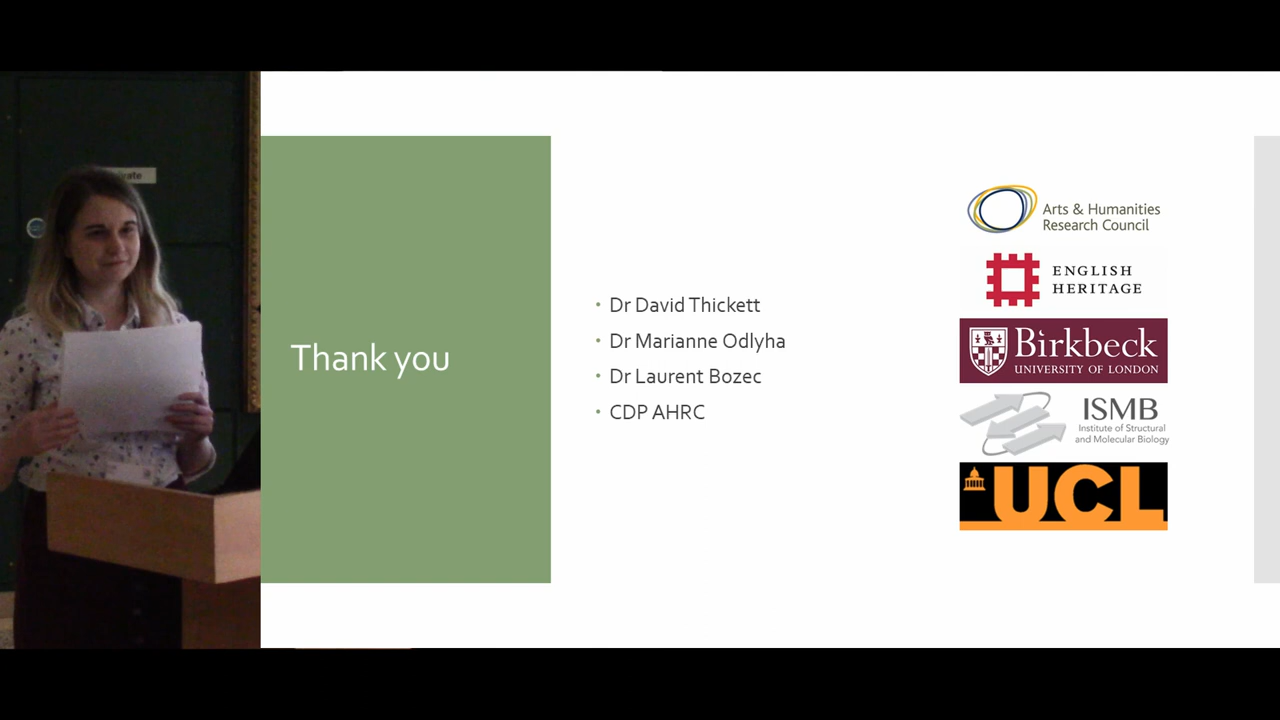 Thank you
Dr David Thickett
Dr Marianne Odlyha
Dr Laurent Bozec
CDP AHRC
Arts & Humanities
Research Council
ENGLISH
HERITAGE
Birkbeck
UNIVERSITY OF LONDON
ISMB
Institute of Structural
and Molecular Biology
UCL